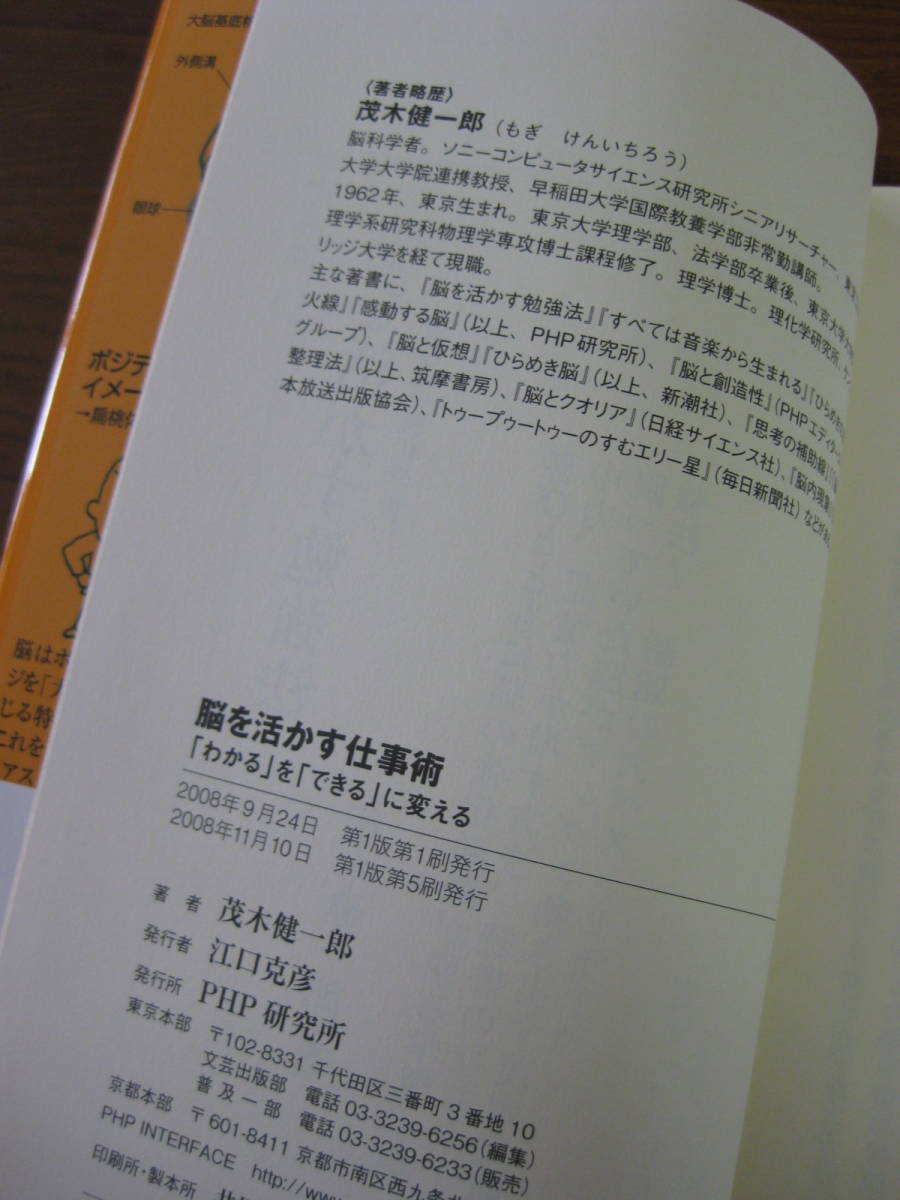 大脳基底核
外側溝
眼球
ポジテ
イメー
→扁桃体
脳はポ
ジを「
じる特
これを
アス
〈著者略歴〉
茂木健一郎（もぎ　けんいちろう）
脳科学者。ソニーコンピュータサイエンス研究所シニアリサーチャー、東京
大学大学院連携教授、早稲田大学国際教養学部非常勤講師。
1962年、東京生まれ。東京大学理学部、法学部卒業後、東京大学大学
理学系研究科物理学専攻博士課程修了。理学博士。理化学研究所、ケン
リッジ大学を経て現職。
主な著書に、『脳を活かす勉強法』『すべては音楽から生まれる』『ひらめきの
火線』『感動する脳』（以上、PHP研究所）、『脳と創造性』（PHPエディターズ
グループ）、『脳と仮想』『ひらめき脳』（以上、新潮社）、『思考の補助線』『
整理法』（以上、筑摩書房）、『脳とクオリア』（日経サイエンス社）、『脳内現象』
本放送出版協会）、『トゥープゥートゥーのすむエリー星』（毎日新聞社）などがある
脳を活かす仕事術
「わかる」を「できる」に変える
2008年9月24日　第1版第1刷発行
2008年11月10日　第1版第5刷発行
著　者　茂木健一郎
発行者　江口克彦
発行所　PHP研究所
東京本部　〒102-8331 千代田区三番町3番地10
文芸出版部　電話03-3239-6256（編集）
普及一部　電話03-3239-6233（販売）
京都本部　〒601-8411 京都市南区西九条北
PHP INTERFACE　http://www
印刷所・製本所